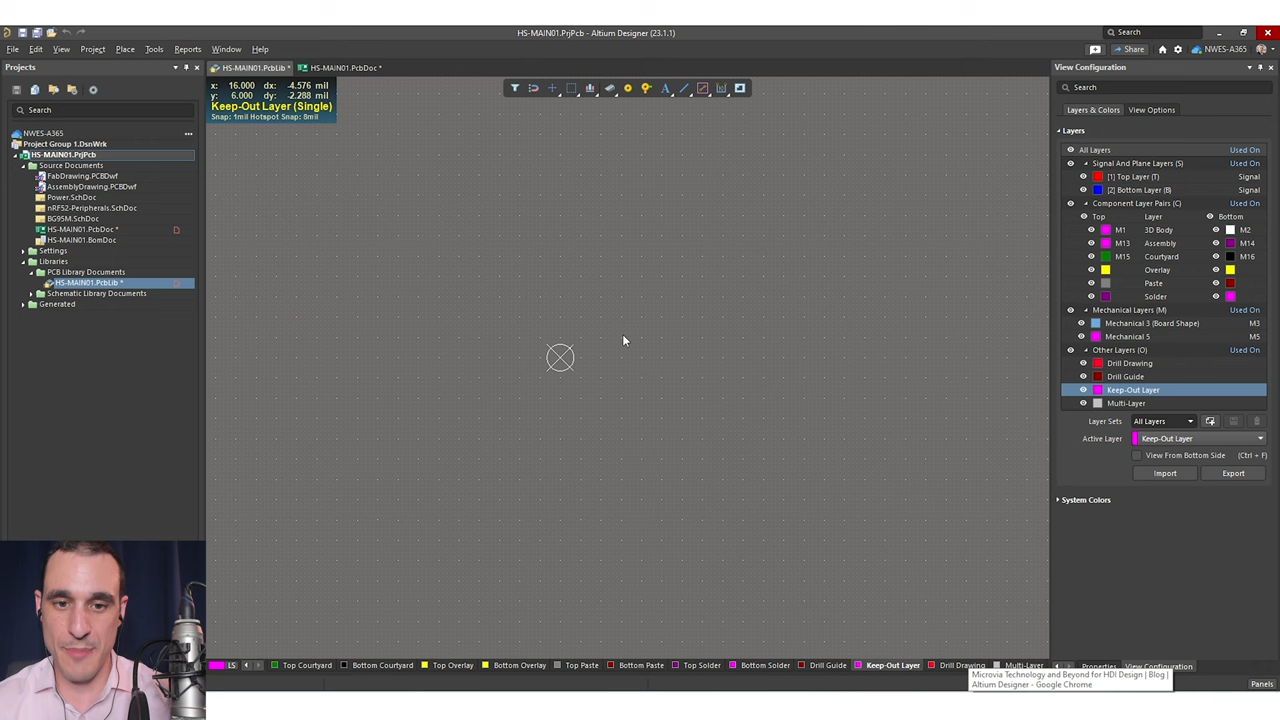 HS-MAIN01.PrjPcb - Altium Designer (23.1.1)
Search
File Edit View Project Place Tools Reports Window Help
Share
NWES-A365
Projects
HS-MAIN01.PcbLib *
HS-MAIN01.PcbDoc *
View Configuration
Search
NWES-A365
Project Group 1.DsnWrk
HS-MAIN01.PrjPcb
Source Documents
FabDrawing.PCBDwf
AssemblyDrawing.PCBDwf
Power.SchDoc
nRF52-Peripherals.SchDoc
BG95M.SchDoc
HS-MAIN01.PcbDoc *
HS-MAIN01.BomDoc
Settings
Libraries
PCB Library Documents
HS-MAIN01.PcbLib *
Schematic Library Documents
Generated
x: 16.000 dx: -4.576 mil
y: 6.000 dy: -2.288 mil
Keep-Out Layer (Single)
Snap: 1mil Hotspot Snap: 8mil
Search
Layers & Colors View Options
Layers
All Layers Used On
Signal And Plane Layers (S) Used On
[1] Top Layer (T) Signal
[2] Bottom Layer (B) Signal
Component Layer Pairs (C) Used On
Top Layer Bottom
M1 3D Body M2
M13 Assembly M14
M15 Courtyard M16
Overlay
Paste
Solder
Mechanical Layers (M) Used On
Mechanical 3 (Board Shape) M3
Mechanical 5 M5
Other Layers (O) Used On
Drill Drawing
Drill Guide
Keep-Out Layer
Multi-Layer
Layer Sets All Layers
Active Layer Keep-Out Layer
View From Bottom Side (Ctrl + F)
Import Export
System Colors
LS Top Courtyard Bottom Courtyard Top Overlay Bottom Overlay Top Paste Bottom Paste Top Solder Bottom Solder Drill Guide Keep-Out Layer Drill Drawing Multi-Layer
Properties View Configuration
Microvia Technology and Beyond for HDI Design | Blog |
Altium Designer - Google Chrome
Panels